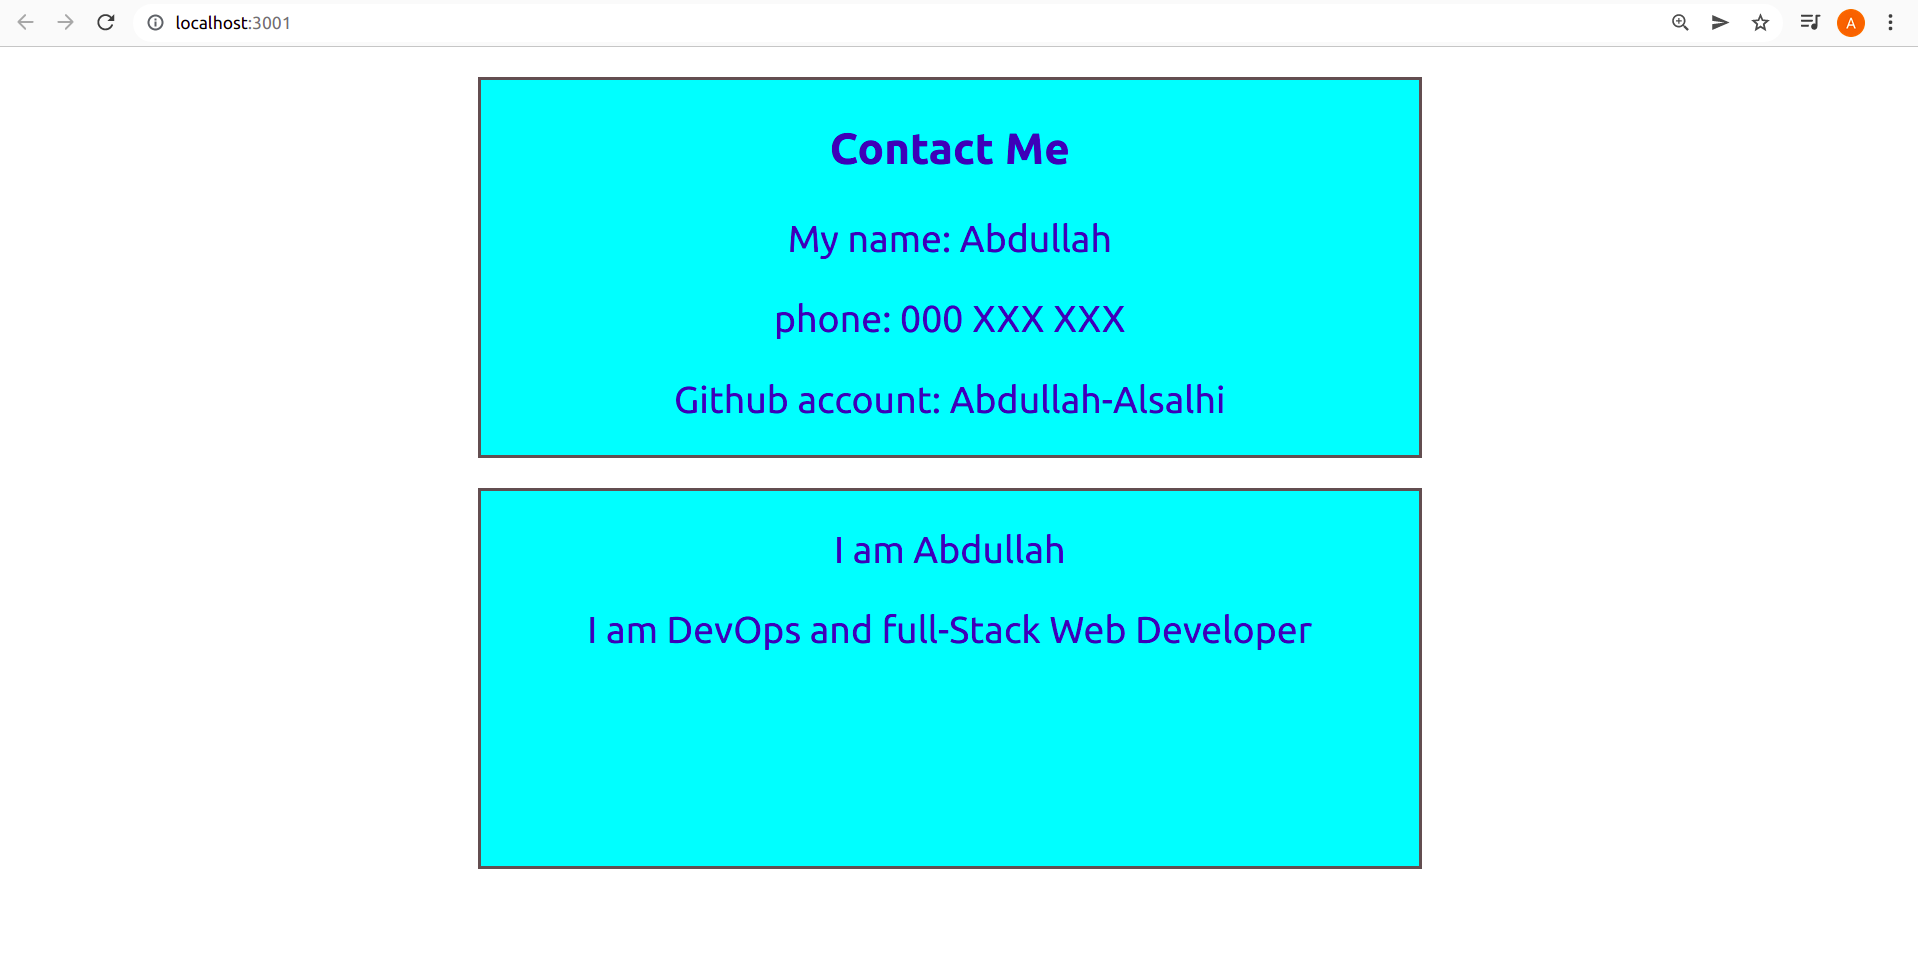 localhost:3001
A
Contact Me
My name: Abdullah
phone: 000 XXX XXX
Github account: Abdullah-Alsalhi
I am Abdullah
I am DevOps and full-Stack Web Developer